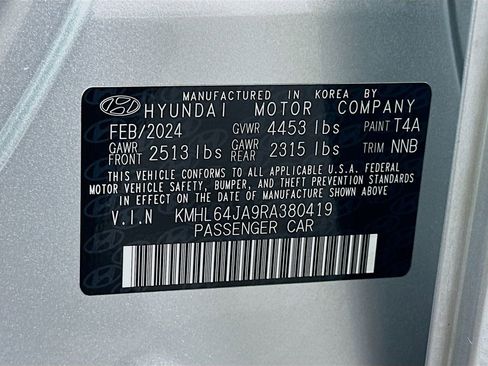 MANUFACTURED IN KOREA BY
HYUNDAI MOTOR COMPANY
FEB/2024 GVWR 4453 lbs PAINT T4A
GAWR FRONT 2513 lbs GAWR REAR 2315 lbs TRIM NNB
THIS VEHICLE CONFORMS TO ALL APPLICABLE U.S.A. FEDERAL
MOTOR VEHICLE SAFETY, BUMPER, AND THEFT PREVENTION
STANDARDS IN EFFECT ON THE DATE OF MANUFACTURE SHOWN ABOVE.
V.I.N KMHL64JA9RA380419
PASSENGER CAR